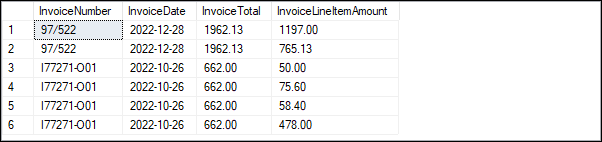 InvoiceNumber InvoiceDate InvoiceTotal InvoiceLineItemAmount
1 97/522 2022-12-28 1962.13 1197.00
2 97/522 2022-12-28 1962.13 765.13
3 I77271-O01 2022-10-26 662.00 50.00
4 I77271-O01 2022-10-26 662.00 75.60
5 I77271-O01 2022-10-26 662.00 58.40
6 I77271-O01 2022-10-26 662.00 478.00